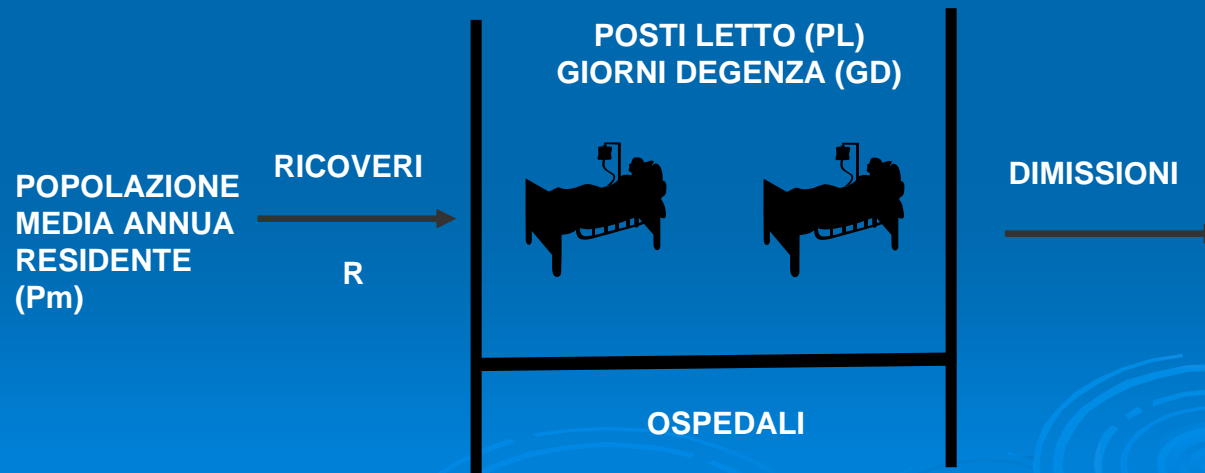 POSTI LETTO (PL)
GIORNI DEGENZA (GD)
POPOLAZIONE
MEDIA ANNUA
RESIDENTE
(Pm)
RICOVERI
R
DIMISSIONI
OSPEDALI